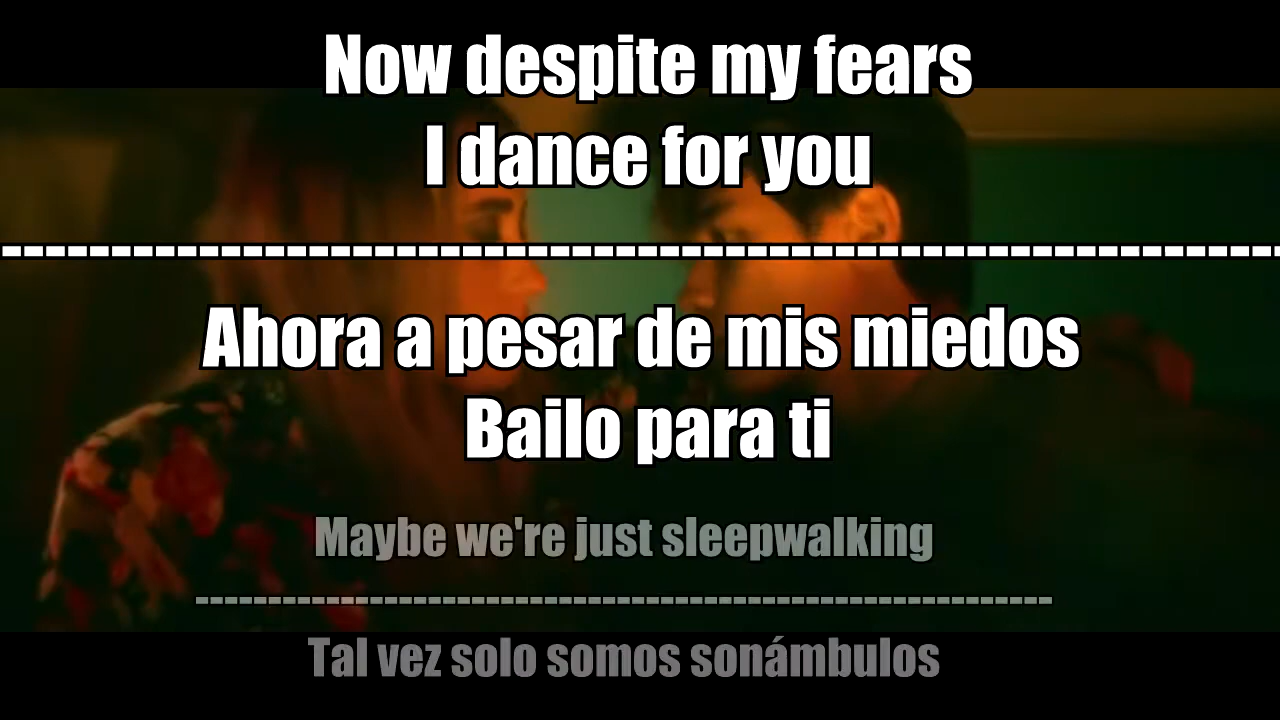 Now despite my fears
I dance for you
Ahora a pesar de mis miedos
Bailo para ti
Maybe we're just sleepwalking
Tal vez solo somos sonámbulos